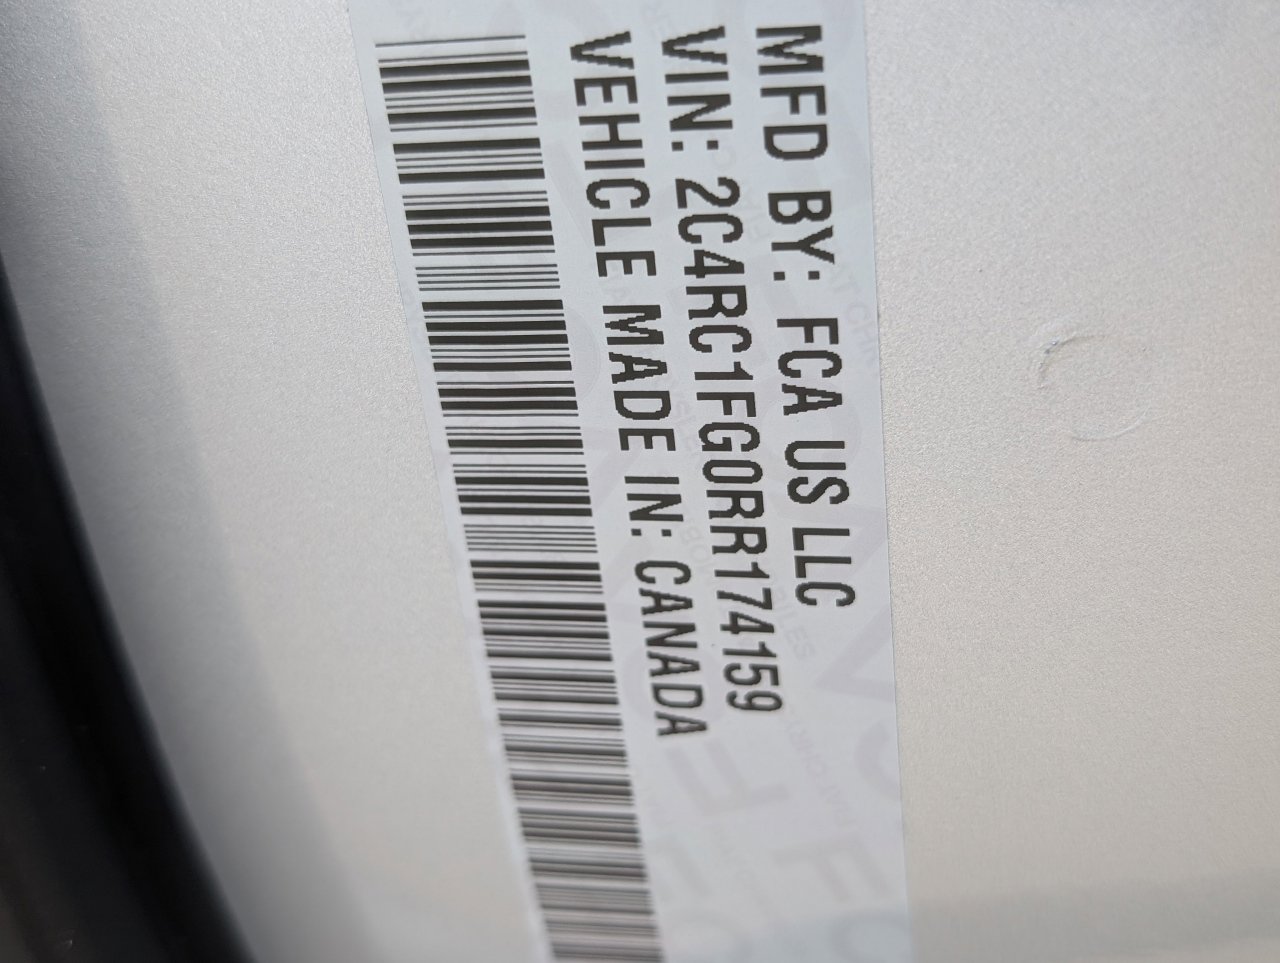 MFD BY: FCA US LLC
VIN: 2C4RC1FG0RR174159
VEHICLE MADE IN: CANADA